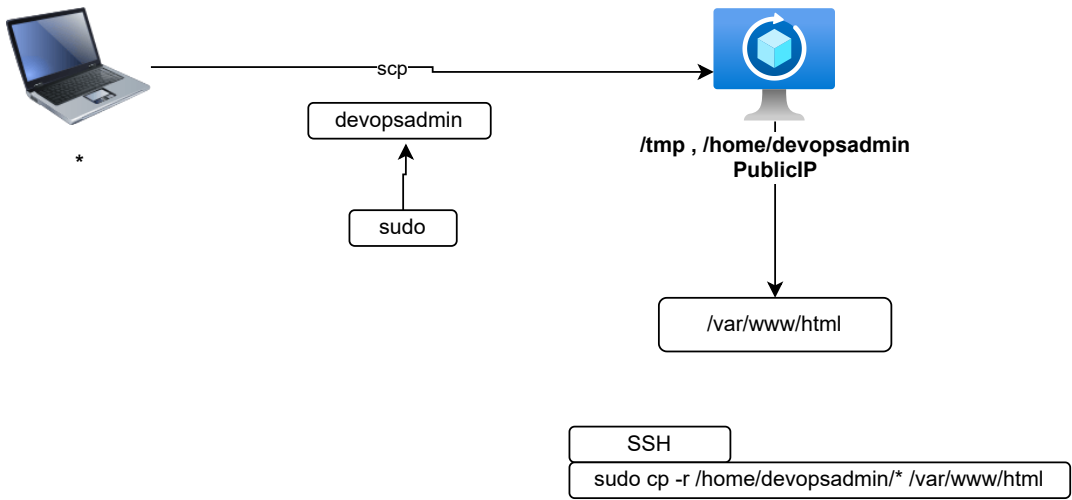 scp
devopsadmin
*
/tmp , /home/devopsadmin
PublicIP
sudo
/var/www/html
SSH
sudo cp -r /home/devopsadmin/* /var/www/html